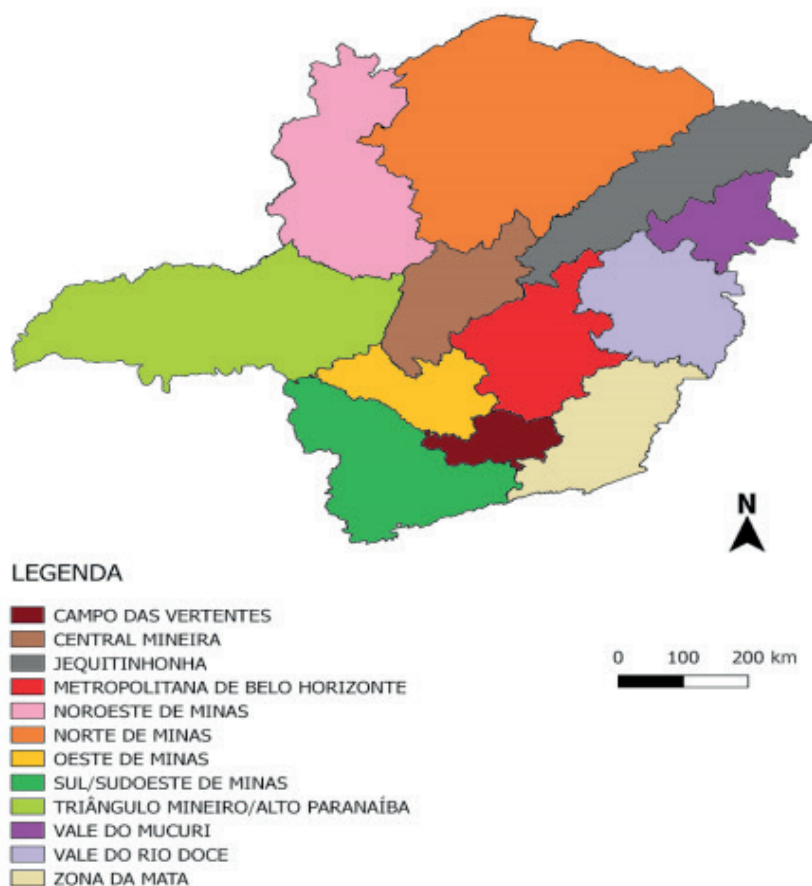 N
LEGENDA
CAMPO DAS VERTENTES
CENTRAL MINEIRA
JEQUITINHONHA
METROPOLITANA DE BELO HORIZONTE
NOROESTE DE MINAS
NORTE DE MINAS
OESTE DE MINAS
SUL/SUDOESTE DE MINAS
TRIÂNGULO MINEIRO/ALTO PARANAÍBA
VALE DO MUCURI
VALE DO RIO DOCE
ZONA DA MATA
0 100 200 km